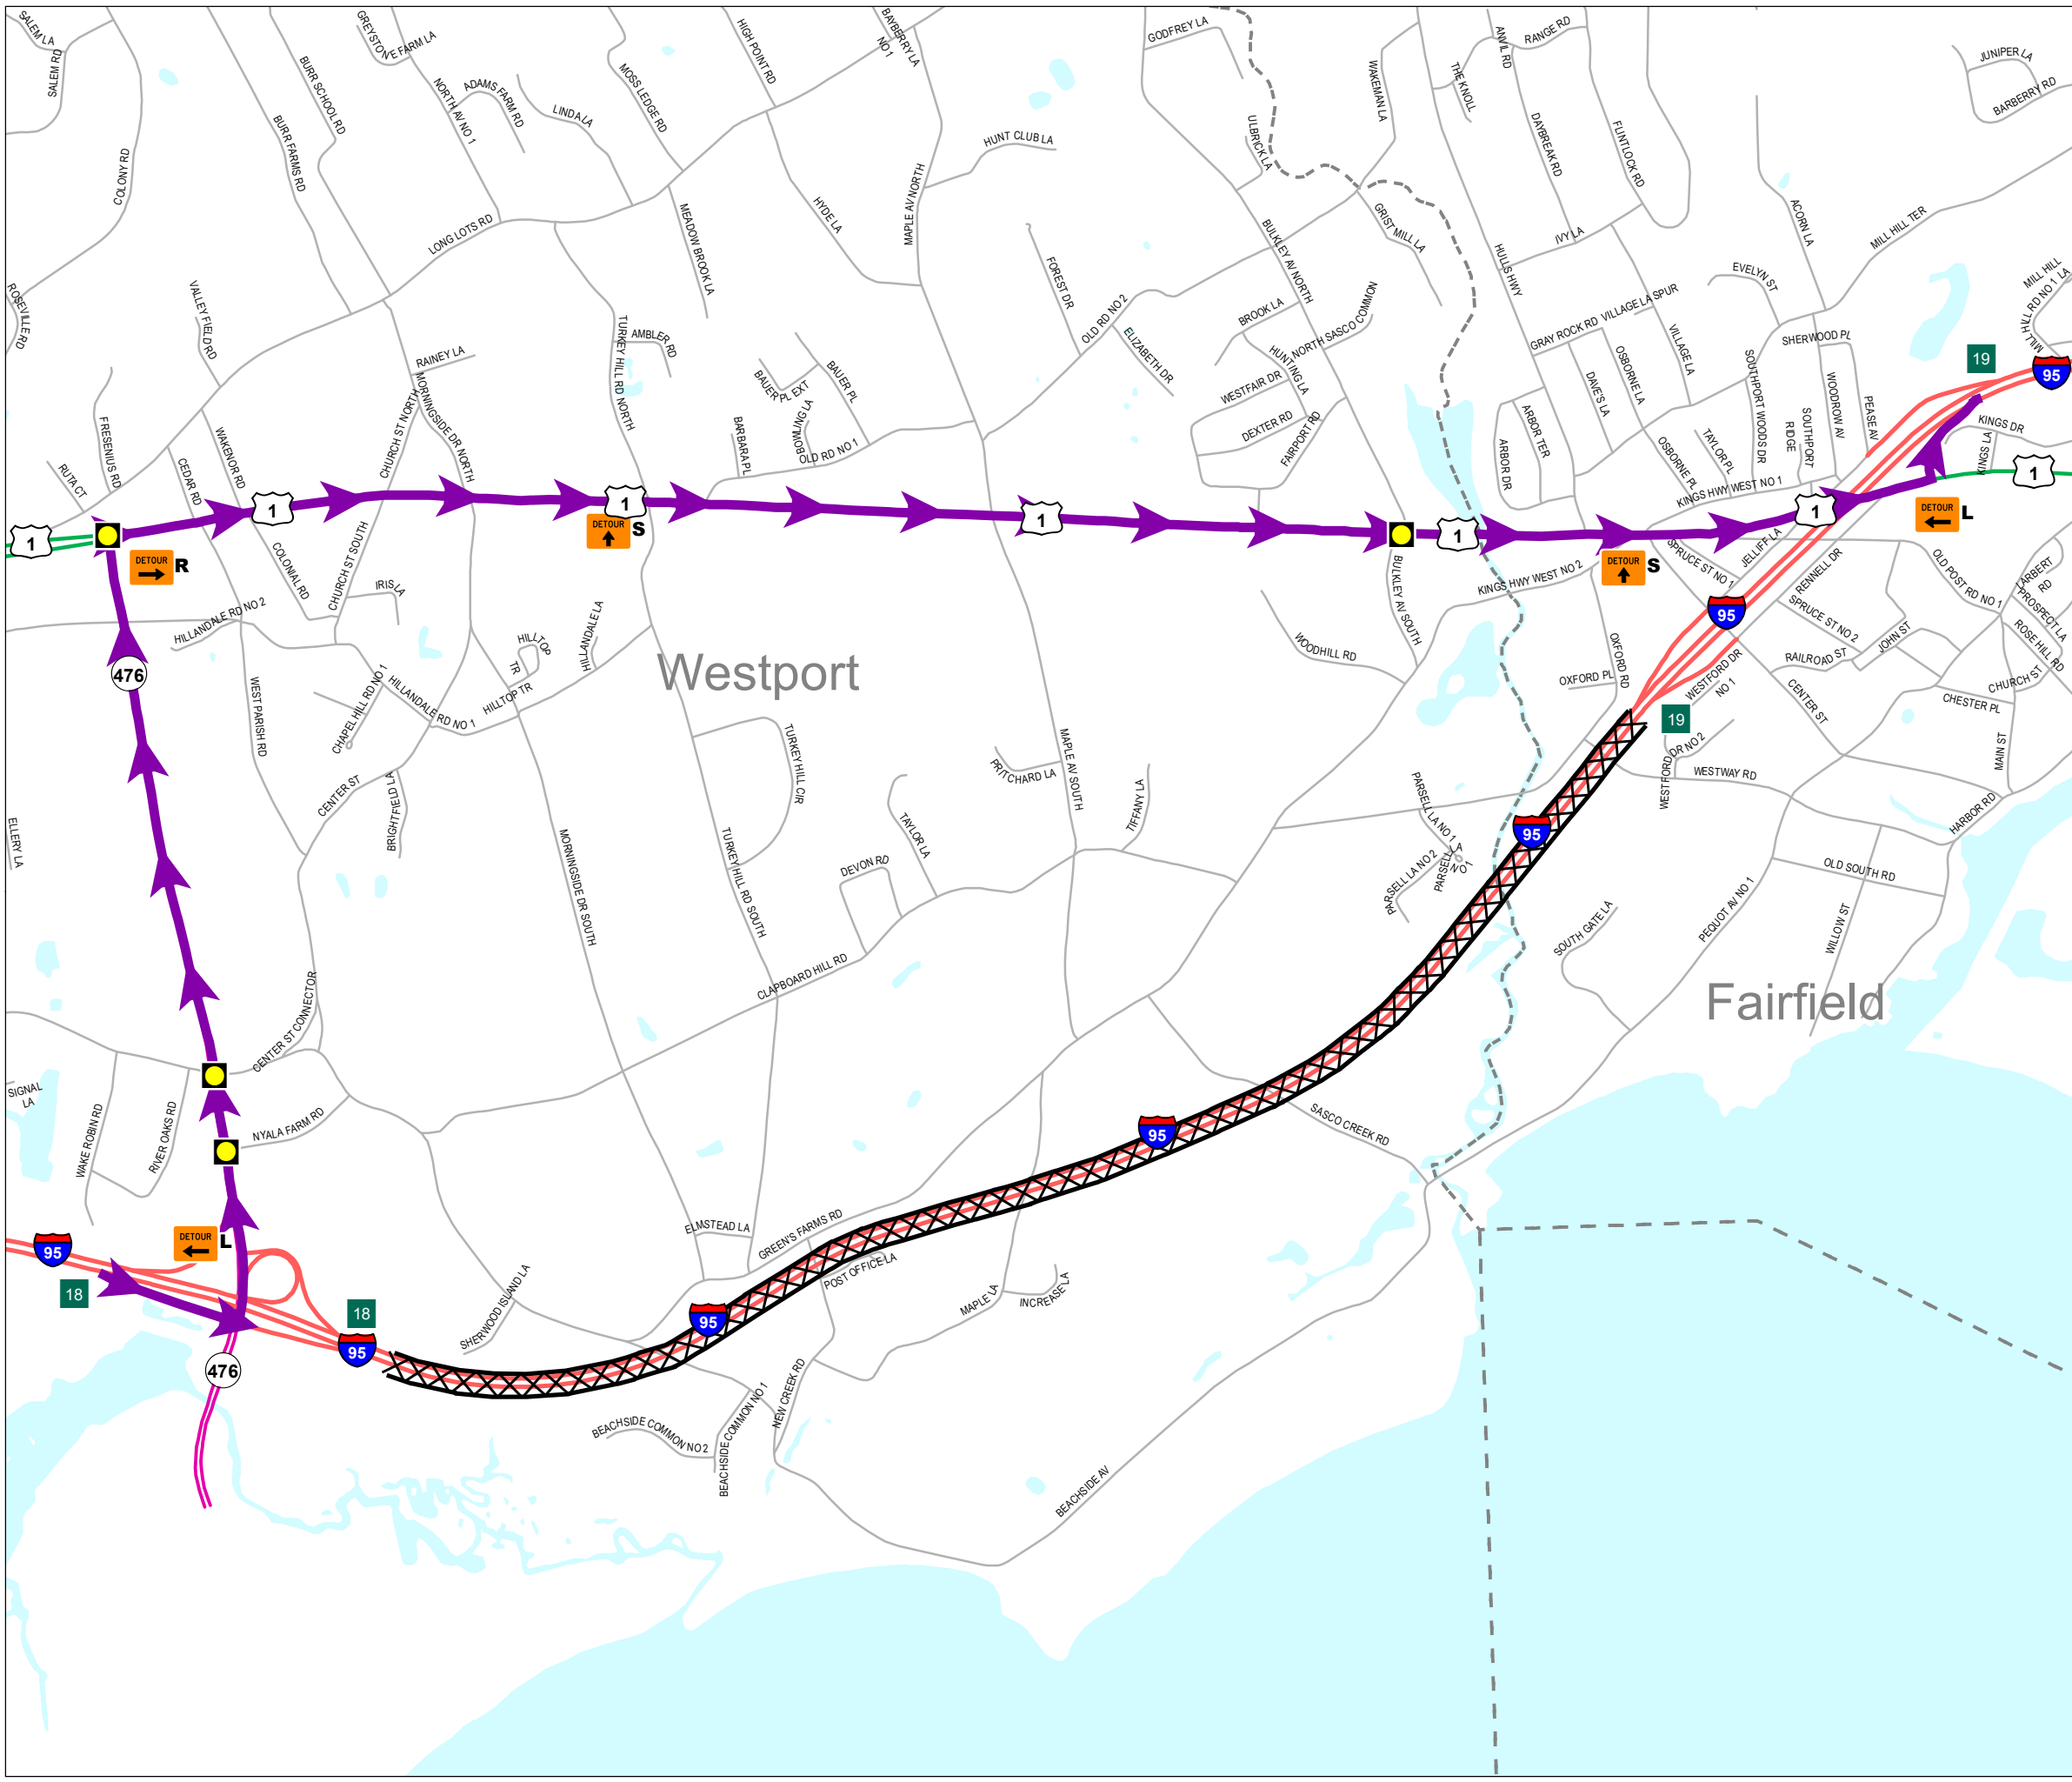 SALEM LA
SALEM RD
COLONY RD
BURR SCHOOL RD
BURR FARMS RD
GREYSTONE FARM LA
NORTH AV NO 1
ADAMS FARM RD
LINDA LA
MOSS LEDGE RD
HIGH POINT RD
BAYBERRY LA
NO 1
HUNT CLUB LA
GODFREY LA
ULBRICK LA
WAKEMAN LA
THE KNOLL
ANVIL RD
RANGE RD
DAYBREAK RD
FLINTLOCK RD
JUNIPER LA
BARBERRY RD
ROSEVILLE RD
VALLEY FIELD RD
LONG LOTS RD
MEADOW BROOK LA
HYDE LA
MAPLE AV NORTH
FOREST DR
OLD RD NO 2
ELIZABETH DR
BULKLEY AV NORTH
GRIST MILL LA
HULLS HWY
IVY LA
ACORN LA
MILL HILL TER
MILL HILL
MILL HILL RD NO 1 LA
EVELYN ST
GRAY ROCK RD
VILLAGE LA SPUR
VILLAGE LA
BROOK LA
NORTH SASCO COMMON
HUNTING LA
WESTFAIR DR
DEXTER RD
FAIRPORT RD
RAINEY LA
TURKEY HILL RD NORTH
AMBLER RD
BAUER PL EXT
BAUER PL
BOWLING LA
BARBARA PL
OLD RD NO 1
MORNINGSIDE DR NORTH
CHURCH ST NORTH
FRESENIUS RD
RUTA CT
CEDAR RD
WAKENOR RD
ARBOR DR
ARBOR TER
DAVE'S LA
OSBORNE LA
OSBORNE PL
TAYLOR PL
SOUTHPORT WOODS DR
SOUTHPORT
RIDGE
WOODROW AV
SHERWOOD PL
PEASE AV
KINGS HWY WEST NO 1
19
95
KINGS DR
KINGS LA
1
DETOUR
L
1
DETOUR
R
1
1
DETOUR
S
1
1
1
DETOUR
S
COLONIAL RD
CHURCH ST SOUTH
IRIS LA
HILLANDALE RD NO 2
HILLANDALE LA
HILLTOP
TR
HILLTOP TR
HILLANDALE RD NO 1
CHAPEL HILL RD NO 1
WEST PARISH RD
476
Westport
BULKLEY AV SOUTH
KINGS HWY WEST NO 2
WOODHILL RD
OXFORD PL
OXFORD RD
SPRUCE ST NO 1
JELLIFF LA
RENNELL DR
95
SPRUCE ST NO 2
WESTFORD DR
NO 1
RAILROAD ST
JOHN ST
CENTER ST
OLD POST RD NO 1
LARBERT
RD
PROSPECT LA
ROSE HILL RD
CHURCH ST
CHESTER PL
MAIN ST
19
WESTFORD DR NO 2
WESTWAY RD
HARBOR RD
CENTER ST
BRIGHTFIELD LA
ELLERY LA
MORNINGSIDE DR SOUTH
TURKEY HILL CIR
TURKEY HILL RD SOUTH
PRITCHARD LA
MAPLE AV SOUTH
TIFFANY LA
TAYLOR LA
DEVON RD
CLAPBOARD HILL RD
PARSELL LA NO 1
PARSELL LA NO 2
PARSELL LA
NO 1
95
OLD SOUTH RD
WILLOW ST
PEQUOT AV NO 1
SOUTH GATE LA
Fairfield
CENTER ST CONNECTOR
SIGNAL
LA
WAKE ROBIN RD
RIVER OAKS RD
NYALA FARM RD
SASCO CREEK RD
95
DETOUR
L
95
18
18
95
476
SHERWOOD ISLAND LA
ELMSTEAD LA
GREEN'S FARMS RD
POST OFFICE LA
95
MAPLE LA
INCREASE LA
NEW CREEK RD
BEACHSIDE COMMON NO 1
BEACHSIDE COMMON NO 2
BEACHSIDE AV